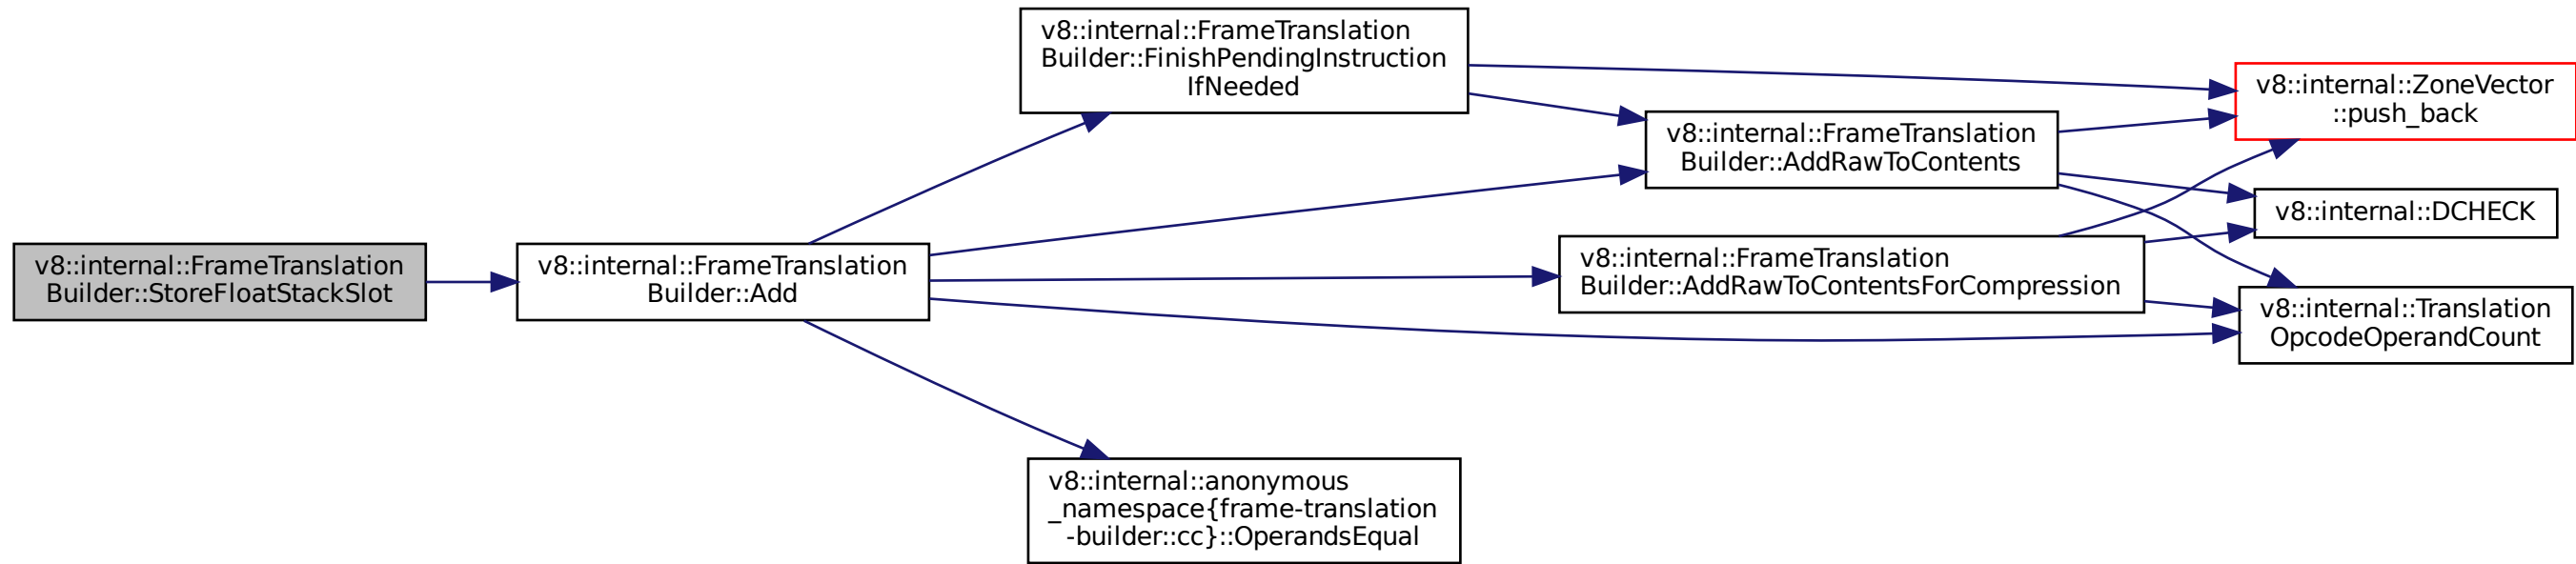 v8::internal::FrameTranslation
Builder::StoreFloatStackSlot
v8::internal::FrameTranslation
Builder::Add
v8::internal::FrameTranslation
Builder::FinishPendingInstruction
IfNeeded
v8::internal::FrameTranslation
Builder::AddRawToContents
v8::internal::FrameTranslation
Builder::AddRawToContentsForCompression
v8::internal::anonymous
_namespace{frame-translation
-builder::cc}::OperandsEqual
v8::internal::ZoneVector
::push_back
v8::internal::DCHECK
v8::internal::Translation
OpcodeOperandCount